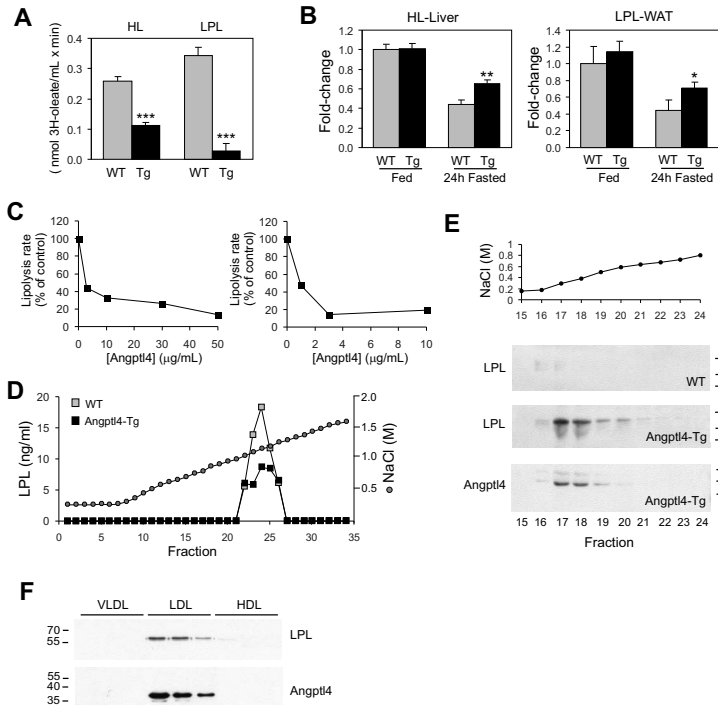 A
HL LPL
( nmol 3H-oleate/mL x min)
0.4
0.3
0.2
0.1
0.0
***
***
WT Tg WT Tg
B
HL-Liver
Fold-change
1.4
1.2
1.0
0.8
0.6
0.4
0.2
0
**
WT Tg WT Tg
Fed 24h Fasted
LPL-WAT
Fold-change
1.4
1.2
1.0
0.8
0.6
0.4
0.2
0
*
WT Tg WT Tg
Fed 24h Fasted
C
Lipolysis rate
(% of control)
120
100
80
60
40
20
0
0 10 20 30 40 50
[Angptl4] (μg/mL)
Lipolysis rate
(% of control)
120
100
80
60
40
20
0
0 2 4 6 8 10
[Angptl4] (μg/mL)
D
WT
Angptl4-Tg
LPL (ng/ml)
20
15
10
5
0
2.0
1.5
1.0
0.5
NaCl (M)
0 5 10 15 20 25 30 35
Fraction
E
NaCl (M)
1
0.8
0.6
0.4
0.2
15 16 17 18 19 20 21 22 23 24
LPL
WT
LPL
Angptl4-Tg
Angptl4
Angptl4-Tg
15 16 17 18 19 20 21 22 23 24
Fraction
F
VLDL LDL HDL
70
55
LPL
55
40
35
Angptl4